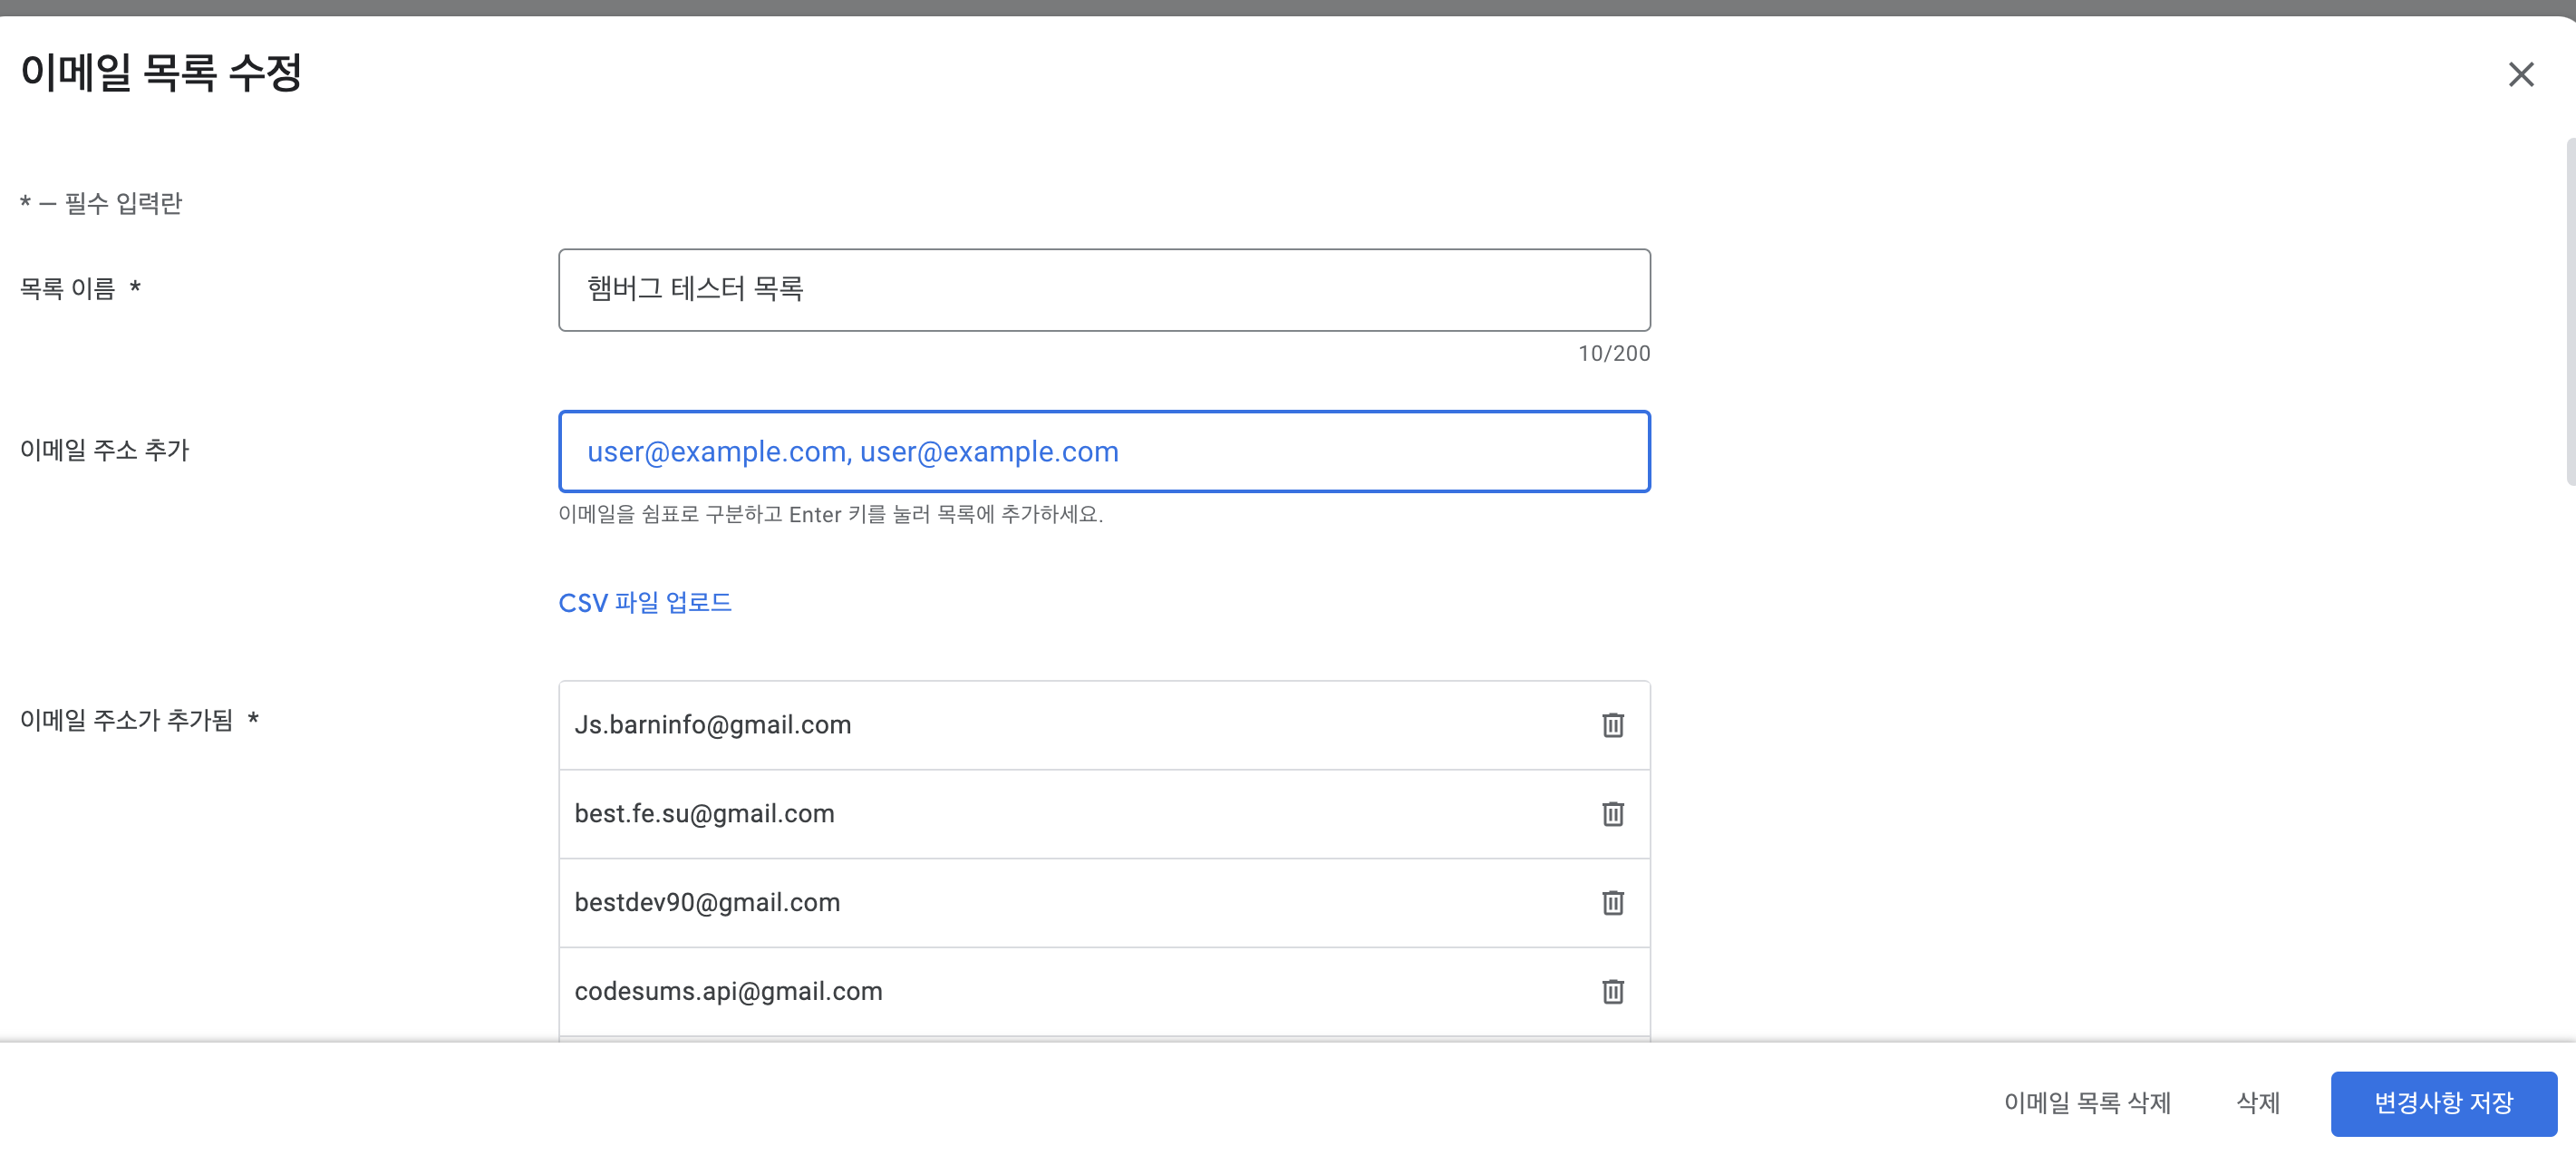 이메일 목록 수정
* – 필수 입력란
목록 이름 *
햄버그 테스터 목록
10/200
이메일 주소 추가
user@example.com, user@example.com
이메일을 쉼표로 구분하고 Enter 키를 눌러 목록에 추가하세요.
CSV 파일 업로드
이메일 주소가 추가됨 *
Js.barninfo@gmail.com
best.fe.su@gmail.com
bestdev90@gmail.com
codesums.api@gmail.com
이메일 목록 삭제
삭제
변경사항 저장